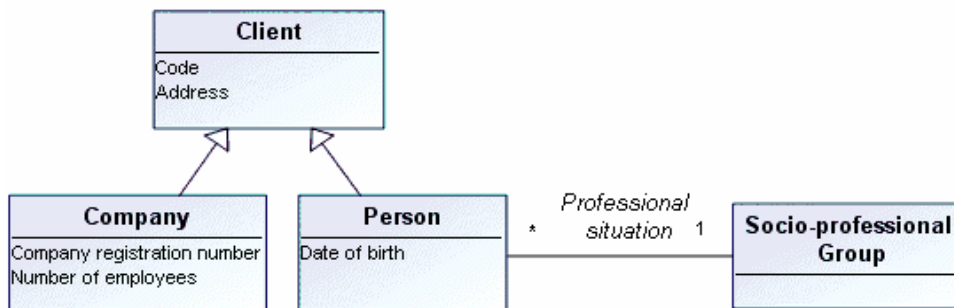 Client
Code
Address
Company
Company registration number
Number of employees
Person
Date of birth
Professional
* situation 1
Socio-professional
Group